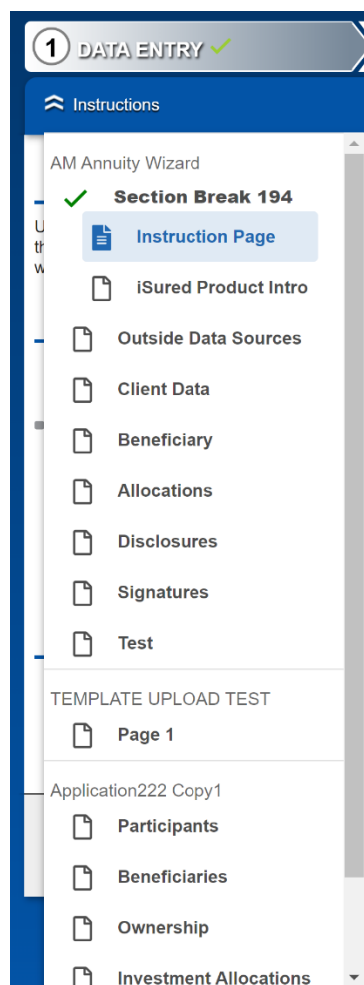 1 DATA ENTRY
Instructions
AM Annuity Wizard
Section Break 194
Instruction Page
iSured Product Intro
Outside Data Sources
Client Data
Beneficiary
Allocations
Disclosures
Signatures
Test
TEMPLATE UPLOAD TEST
Page 1
Application222 Copy1
Participants
Beneficiaries
Ownership
Investment Allocations